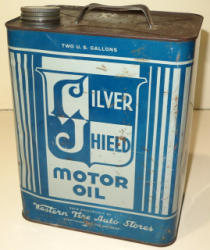 TWO U.S. GALLONS
SILVER
SHIELD
MOTOR
OIL
Western Tire Auto Stores